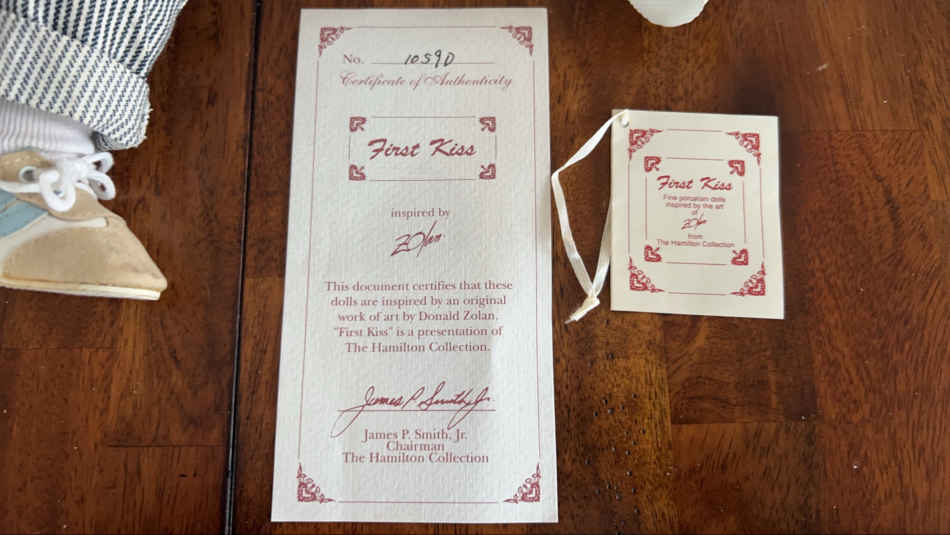 No. 1059D
Certificate of Authenticity
First Kiss
inspired by
Zolan
This document certifies that these
dolls are inspired by an original
work of art by Donald Zolan.
"First Kiss" is a presentation of
The Hamilton Collection.
James P. Smith, Jr.
James P. Smith, Jr.
Chairman
The Hamilton Collection
First Kiss
Fine porcelain dolls
inspired by the art
of
Zolan
from
The Hamilton Collection